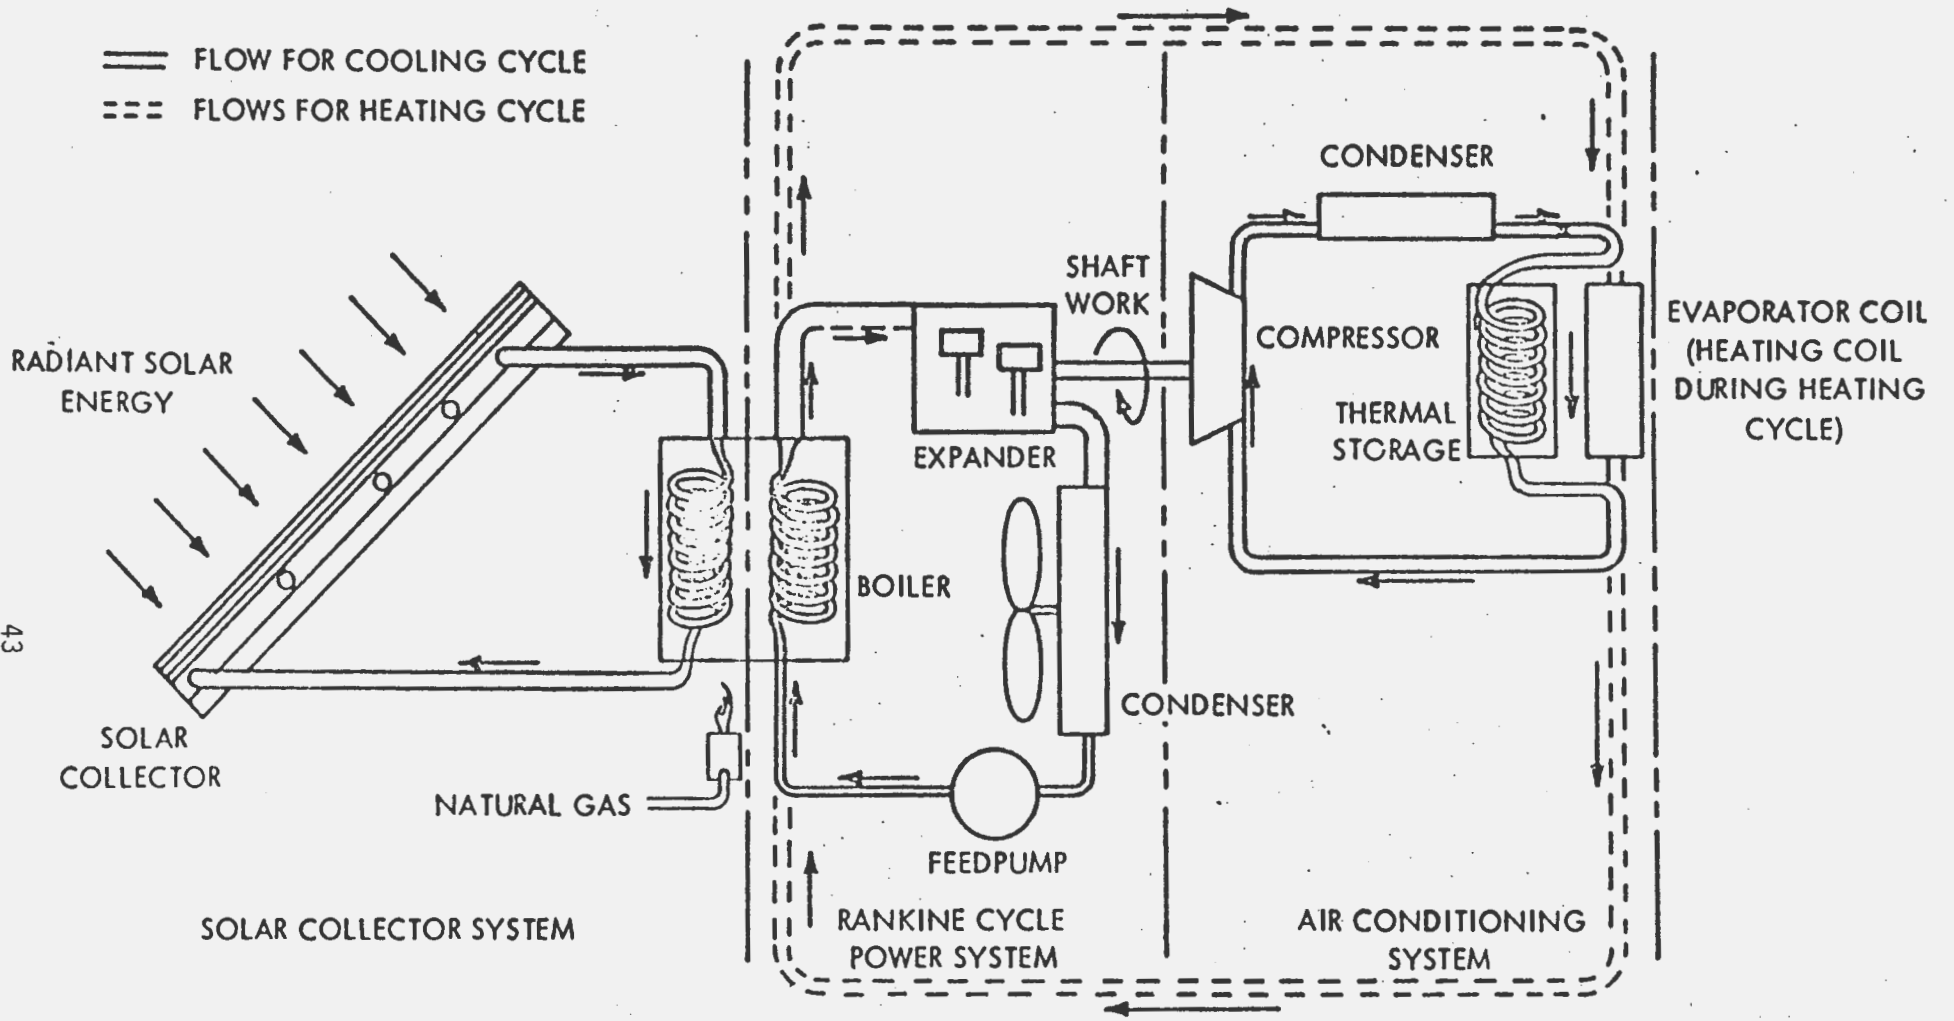 FLOW FOR COOLING CYCLE
FLOWS FOR HEATING CYCLE
CONDENSER
SHAFT
WORK
RADIANT SOLAR
ENERGY
COMPRESSOR
EVAPORATOR COIL
(HEATING COIL
DURING HEATING
CYCLE)
THERMAL
STORAGE
EXPANDER
BOILER
43
CONDENSER
SOLAR
COLLECTOR
NATURAL GAS
FEEDPUMP
SOLAR COLLECTOR SYSTEM
RANKINE CYCLE
POWER SYSTEM
AIR CONDITIONING
SYSTEM